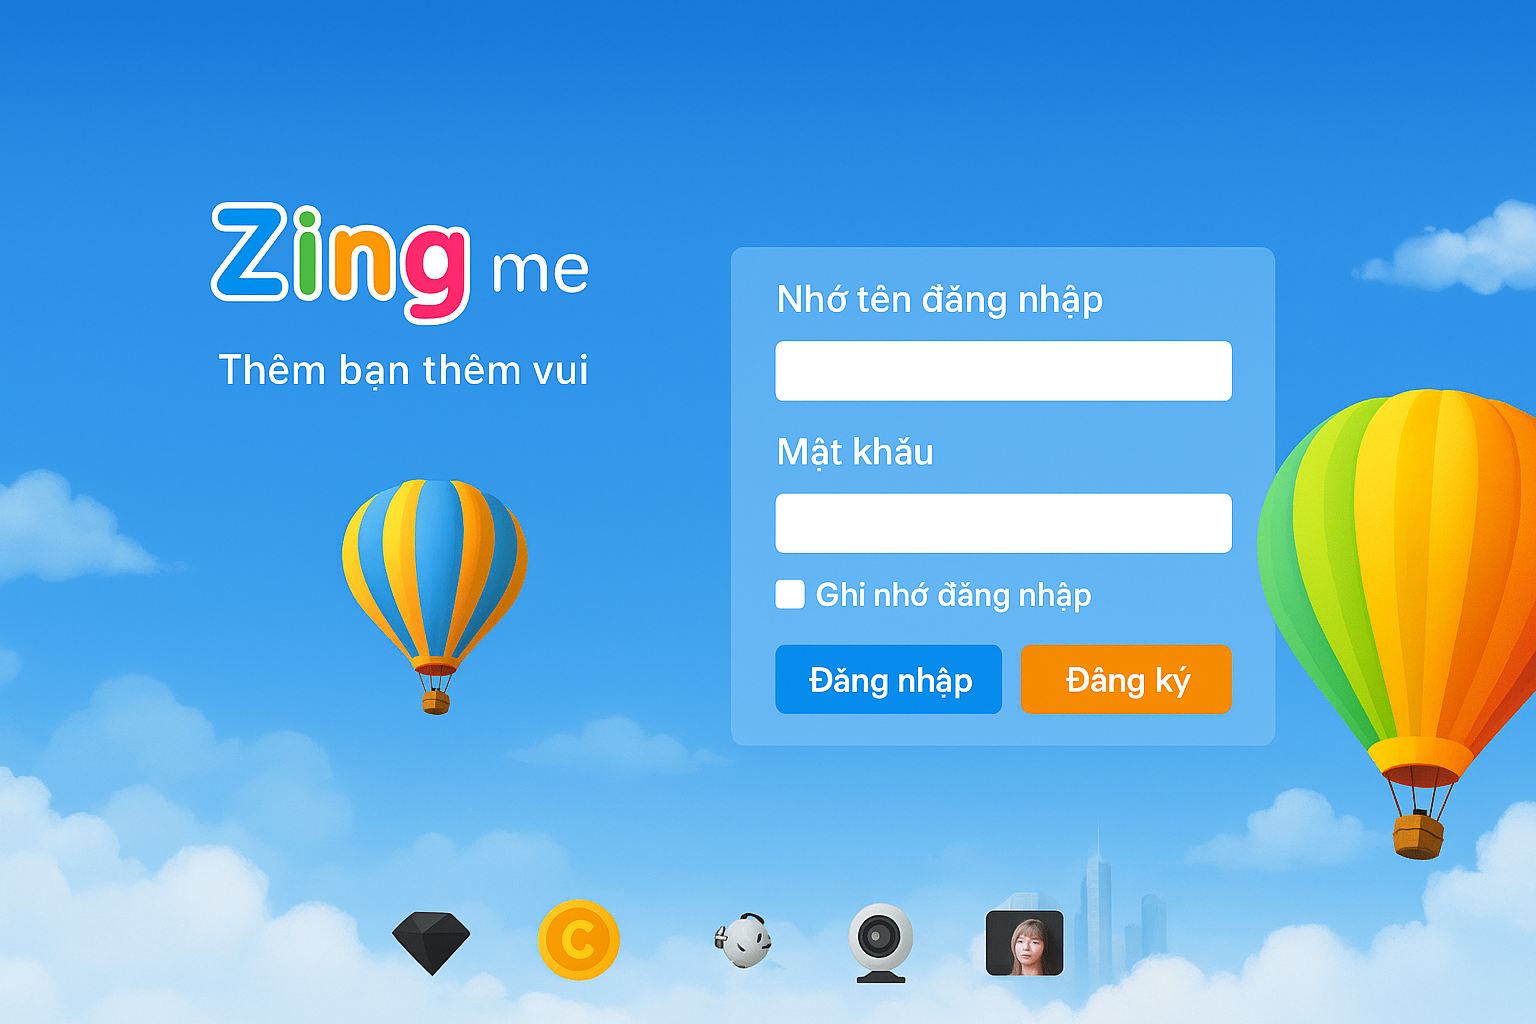 Zing me
Thêm bạn thêm vui
Nhớ tên đăng nhập
Mật khẩu
Ghi nhớ đăng nhập
Đăng nhập
Đâng ký
C